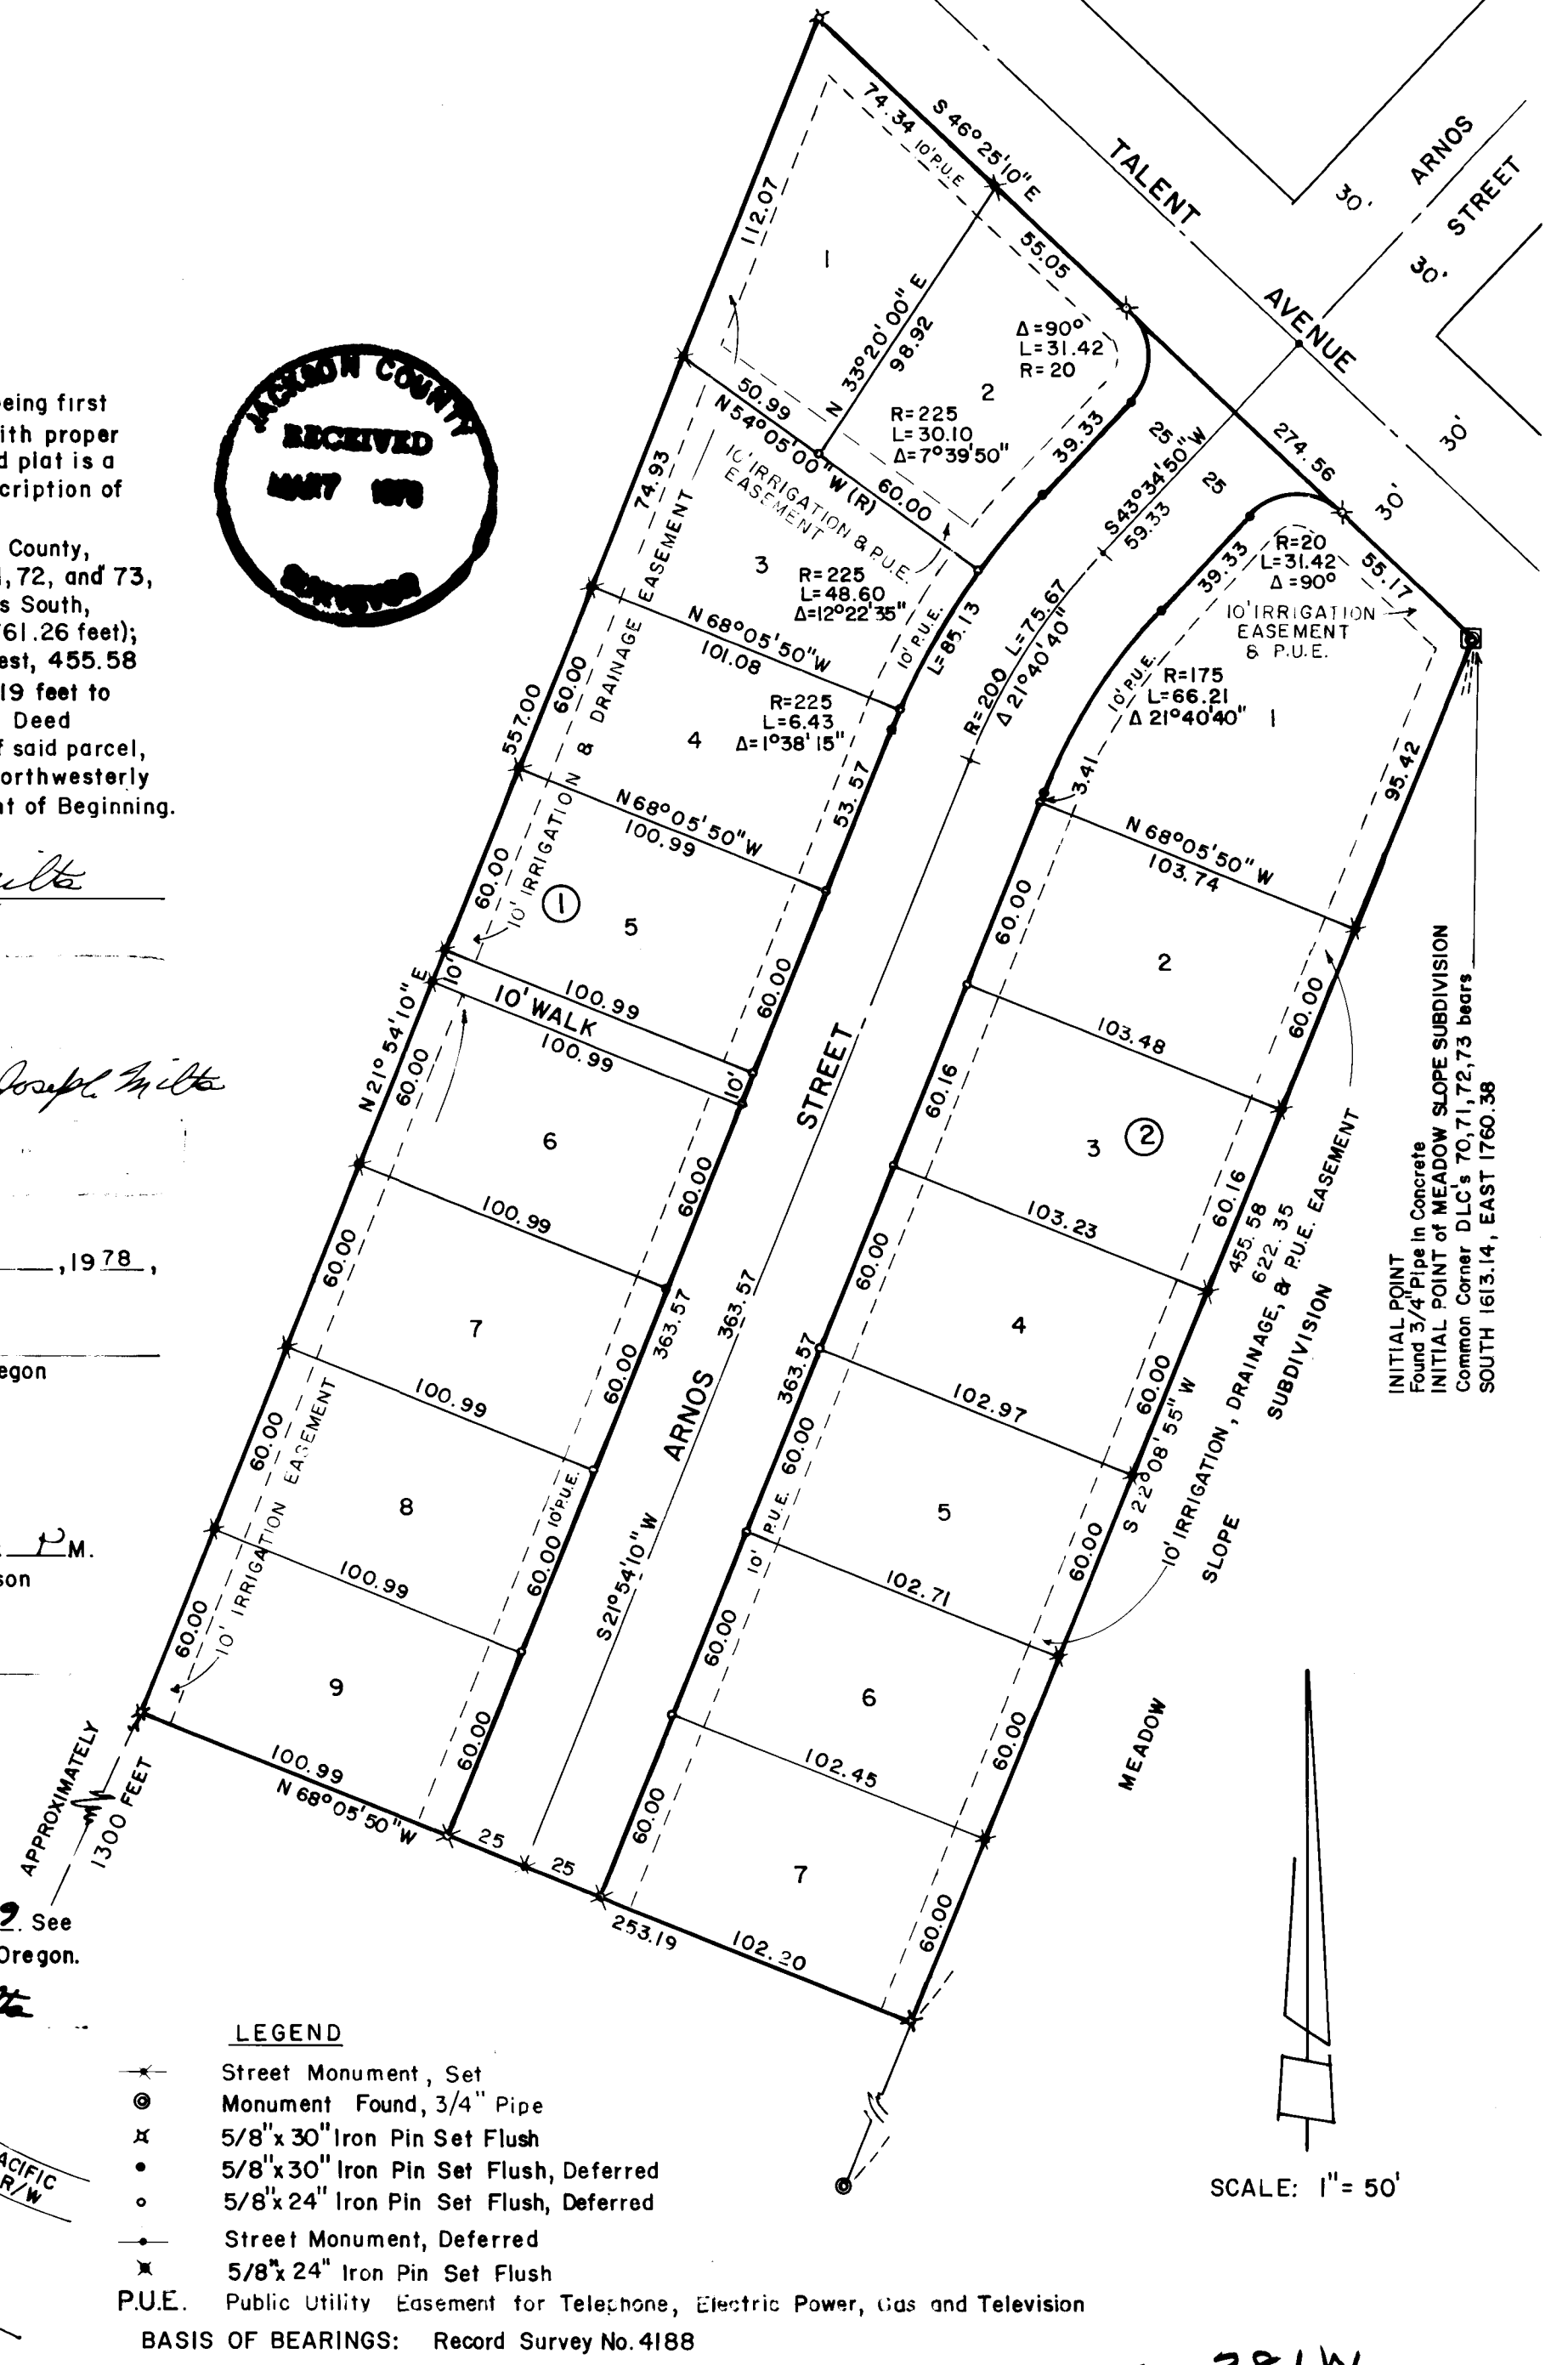 S 46° 25' 10" E
74.34
10' P.U.E
TALENT
AVENUE
ARNOS
STREET
30'
30'
30'
30'
112.07
1
55.05
N 33° 20' 00" E
98.92
Δ=90°
L=31.42
R=20
2
R=225
L=30.10
Δ=7°39'50"
39.33
50.99
N 54° 05' 00" W (R)
60.00
10' IRRIGATION & P.U.E.
EASEMENT
274.56
25
S43°34'50"W
25
59.33
39.33
R=20
L=31.42
Δ=90°
55.17
10' IRRIGATION
EASEMENT
& P.U.E.
74.93
3
R=225
L=48.60
Δ=12°22'35"
10' P.U.E.
L=85.13
R=200 L=75.67
Δ 21°40'40"
10' P.U.E.
R=175
L=66.21
Δ 21°40'40"
1
N 68° 05' 50" W
101.08
557.00
60.00
4
R=225
L=6.43
Δ=1°38'15"
53.57
3.41
95.42
10' IRRIGATION & DRAINAGE EASEMENT
N 68° 05' 50" W
100.99
60.00
1
5
60.00
N 68° 05' 50" W
103.74
60.00
2
60.00
10'
100.99
10' WALK
100.99
10'
N 21° 54' 10" E
60.00
6
60.00
103.48
60.16
3
2
60.16
100.99
60.00
7
363.57
60.00
STREET
363.57
ARNOS
103.23
60.00
4
455.58
622.35
60.00
363.57
102.97
S 22° 08' 55" W
100.99
60.00
8
10' P.U.E.
60.00
60.00
10' P.U.E.
5
60.00
10' IRRIGATION, DRAINAGE, & P.U.E. EASEMENT
SUBDIVISION
SLOPE
MEADOW
100.99
10' IRRIGATION EASEMENT
60.00
9
60.00
S21°54'10" W
102.71
60.00
6
60.00
102.45
60.00
7
60.00
100.99
N 68° 05' 50" W
25
25
253.19
102.20
APPROXIMATELY
1300 FEET
INITIAL POINT
Found 3/4" Pipe In Concrete
INITIAL POINT of MEADOW SLOPE SUBDIVISION
Common Corner DLC's 70,71,72,73 bears
SOUTH 1613.14, EAST 1760.38
JACKSON COUNTY
RECEIVED
MAR 7 1978
SURVEYOR
eing first
ith proper
d plat is a
cription of
County,
, 72, and 73,
s South,
61.26 feet);
est, 455.58
19 feet to
Deed
f said parcel,
orthwesterly
t of Beginning.
Joseph Milta
, 1978,
egon
M.
son
See
Oregon.
ACIFIC
R/W
LEGEND
Street Monument, Set
Monument Found, 3/4" Pipe
5/8" x 30" Iron Pin Set Flush
5/8" x 30" Iron Pin Set Flush, Deferred
5/8" x 24" Iron Pin Set Flush, Deferred
Street Monument, Deferred
5/8" x 24" Iron Pin Set Flush
P.U.E. Public Utility Easement for Telephone, Electric Power, Gas and Television
BASIS OF BEARINGS: Record Survey No. 4188
SCALE: 1" = 50'